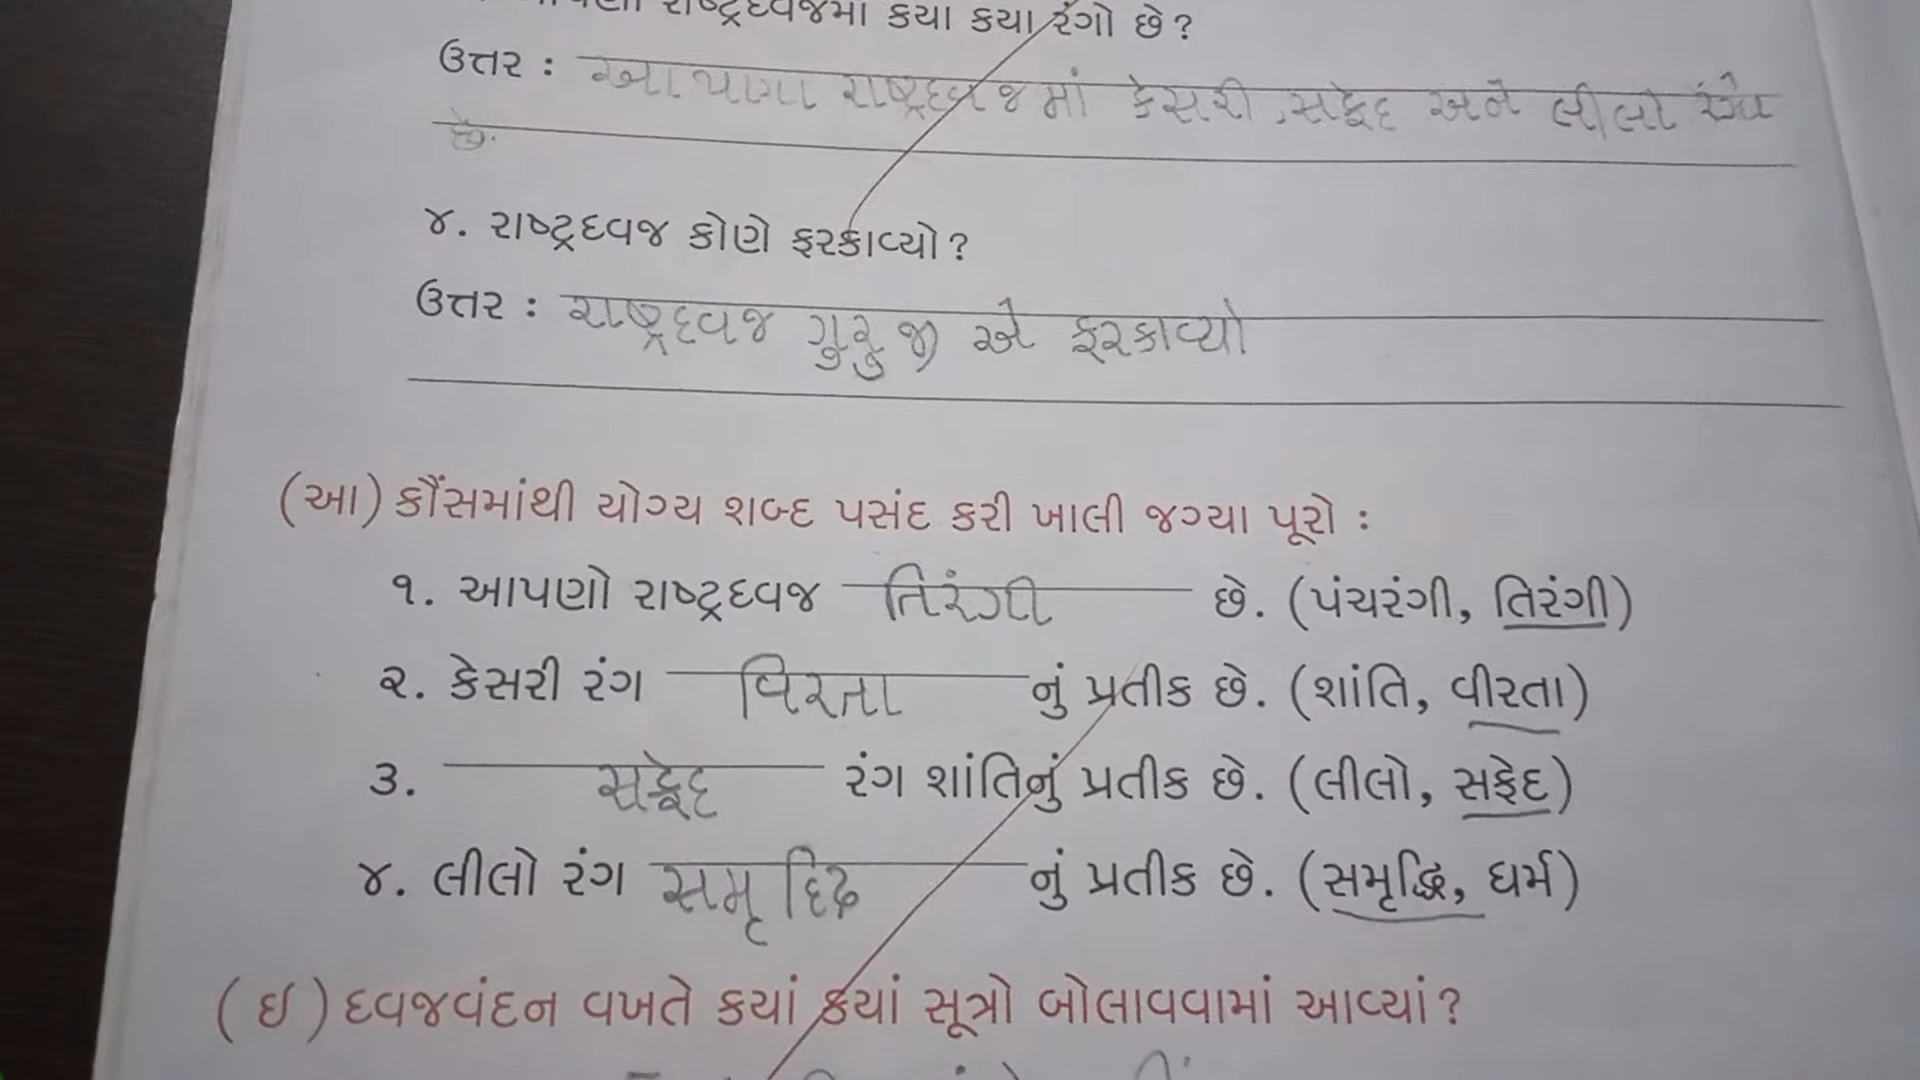 રાષ્ટ્રધ્વજમાં કયા કયા રંગો છે?
ઉત્તર : આપણા રાષ્ટ્રધ્વજમાં કેસરી, સફેદ અને લીલો રંગ
છે.
૪. રાષ્ટ્રધ્વજ કોણે ફરકાવ્યો?
ઉત્તર : રાષ્ટ્રધ્વજ ગુરુજી એ ફરકાવ્યો
(આ) કૌંસમાંથી યોગ્ય શબ્દ પસંદ કરી ખાલી જગ્યા પૂરો :
૧. આપણો રાષ્ટ્રધ્વજ તિરંગી છે. (પંચરંગી, તિરંગી)
૨. કેસરી રંગ વિરતા નું પ્રતીક છે. (શાંતિ, વીરતા)
૩. સફેદ રંગ શાંતિનું પ્રતીક છે. (લીલો, સફેદ)
૪. લીલો રંગ સમૃદ્ધિ નું પ્રતીક છે. (સમૃદ્ધિ, ધર્મ)
(ઇ) ધ્વજવંદન વખતે કયાં કયાં સૂત્રો બોલાવવામાં આવ્યાં?